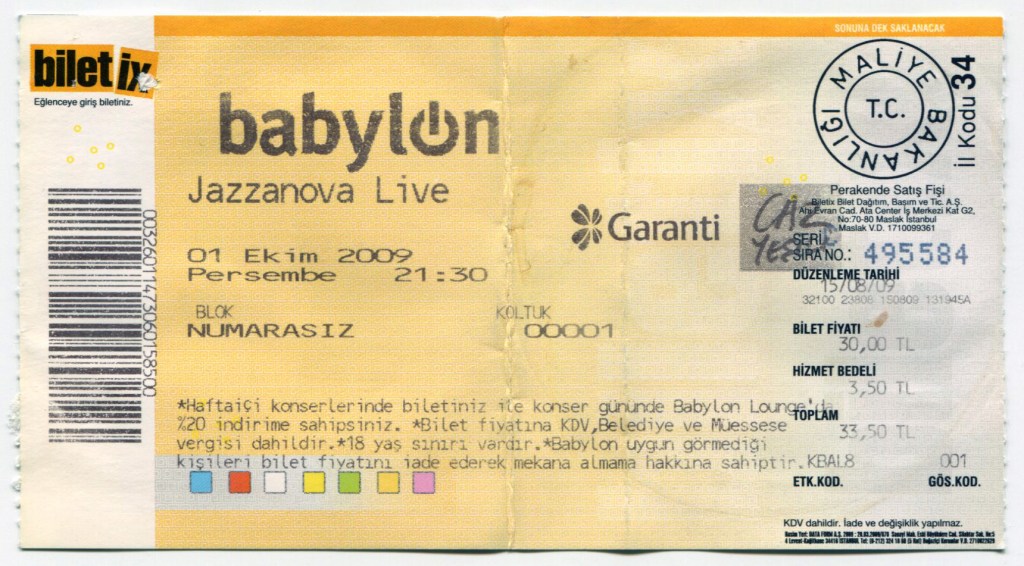 SONUNA DEK SAKLANACAK
biletix
Eğlenceye giriş biletiniz.
babylon
Jazzanova Live
MALİYE BAKANLIĞI
T.C.
İl Kodu 34
Perakende Satış Fişi
Biletix Bilet Dağıtım, Basım ve Tic. A.Ş.
Ahi Evran Cad. Ata Center İş Merkezi Kat G2,
No:70-80 Maslak İstanbul
Maslak V.D. 1710099361
Garanti
CAZ
YEŞİLİ
SERİ
SIRA NO.: 495584
01 Ekim 2009
Persembe 21:30
DÜZENLEME TARİHİ
15/08/09
32100 23808 150809 131945A
BLOK KOLTUK
NUMARASIZ 00001
BİLET FİYATI
30,00 TL
HİZMET BEDELİ
3,50 TL
TOPLAM
33,50 TL
00326011473060158500
*Haftaiçi konserlerinde biletiniz ile konser gününde Babylon Lounge'da
%20 indirime sahipsiniz. *Bilet fiyatına KDV,Belediye ve Müessese
vergisi dahildir.*18 yaş sınırı vardır.*Babylon uygun görmediği
kişileri bilet fiyatını iade ederek mekana almama hakkına sahiptir.
KBAL8 001
ETK.KOD. GÖS.KOD.
KDV dahildir. İade ve değişiklik yapılmaz.